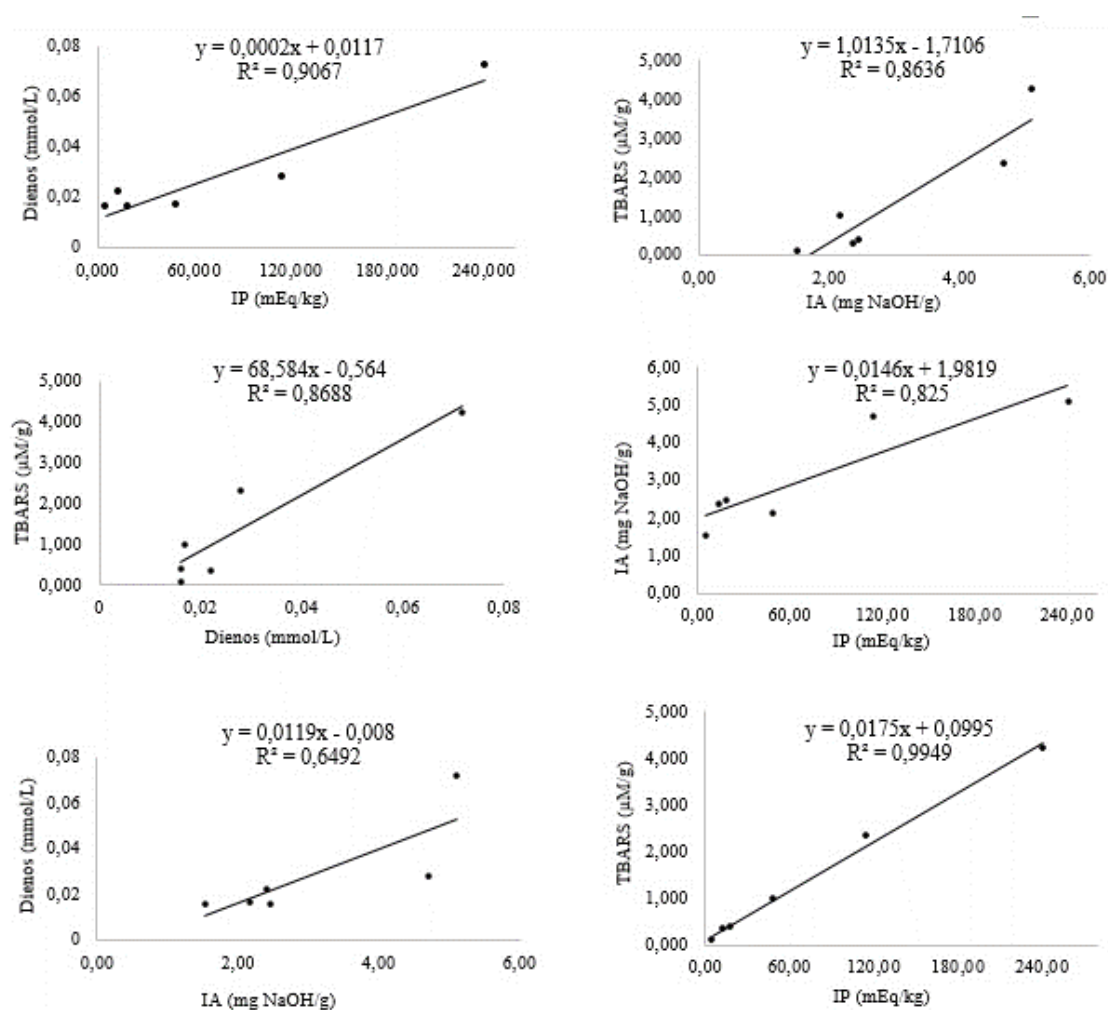 y = 0,0002x + 0,0117
R² = 0,9067
0,08
0,06
0,04
0,02
0
Dienos (mmol/L)
0,000 60,000 120,000 180,000 240,000
IP (mEq/kg)
y = 1,0135x - 1,7106
R² = 0,8636
5,000
4,000
3,000
2,000
1,000
0,000
TBARS (µM/g)
0,00 2,00 4,00 6,00
IA (mg NaOH/g)
y = 68,584x - 0,564
R² = 0,8688
5,000
4,000
3,000
2,000
1,000
0,000
TBARS (µM/g)
0 0,02 0,04 0,06 0,08
Dienos (mmol/L)
y = 0,0146x + 1,9819
R² = 0,825
6,00
5,00
4,00
3,00
2,00
1,00
0,00
IA (mg NaOH/g)
0,00 60,00 120,00 180,00 240,00
IP (mEq/kg)
y = 0,0119x - 0,008
R² = 0,6492
0,08
0,06
0,04
0,02
0
Dienos (mmol/L)
0,00 2,00 4,00 6,00
IA (mg NaOH/g)
y = 0,0175x + 0,0995
R² = 0,9949
5,000
4,000
3,000
2,000
1,000
0,000
TBARS (µM/g)
0,00 60,00 120,00 180,00 240,00
IP (mEq/kg)